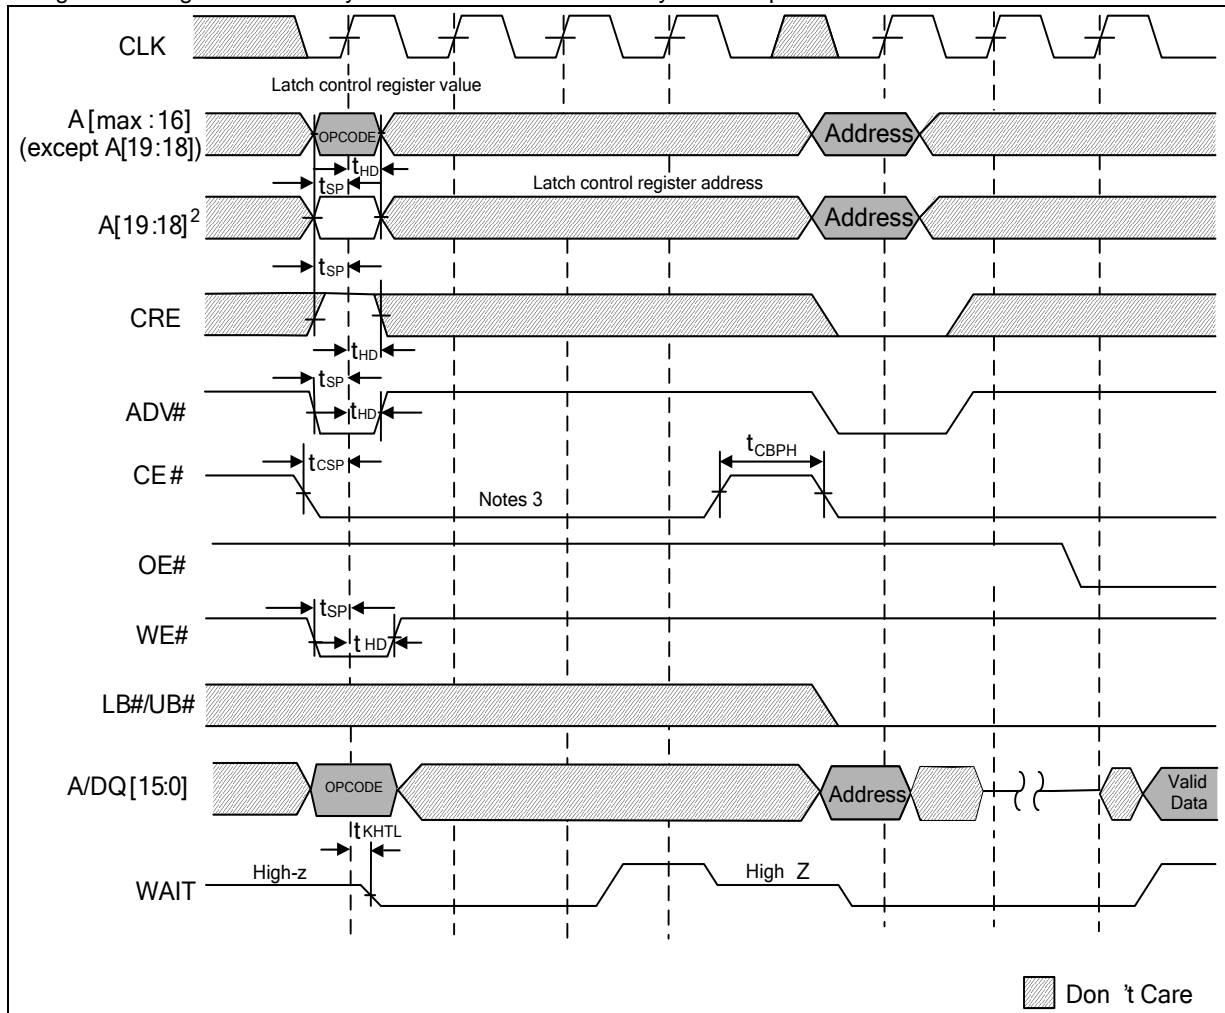 CLK
Latch control register value
A[max:16]
(except A[19:18])
OPCODE
Address
tHD
tSP
Latch control register address
A[19:18]2
Address
tSP
CRE
tHD
tSP
ADV#
tHD
tCSP
tCBPH
CE#
Notes 3
OE#
tSP
WE#
tHD
LB#/UB#
A/DQ[15:0]
OPCODE
Address
Valid
Data
tKHTL
High-z
High Z
WAIT
Don 't Care